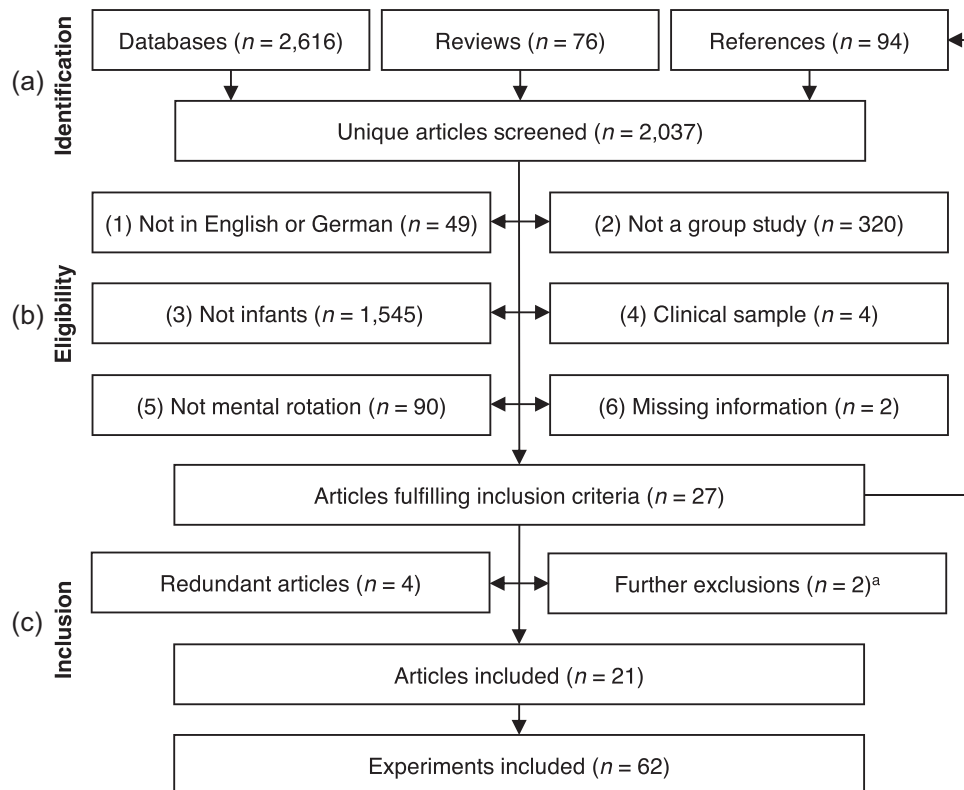 Databases (n = 2,616)
Reviews (n = 76)
References (n = 94)
(a)
Identification
Unique articles screened (n = 2,037)
(1) Not in English or German (n = 49)
(2) Not a group study (n = 320)
(b)
Eligibility
(3) Not infants (n = 1,545)
(4) Clinical sample (n = 4)
(5) Not mental rotation (n = 90)
(6) Missing information (n = 2)
Articles fulfilling inclusion criteria (n = 27)
Redundant articles (n = 4)
Further exclusions (n = 2)ᵃ
(c)
Inclusion
Articles included (n = 21)
Experiments included (n = 62)